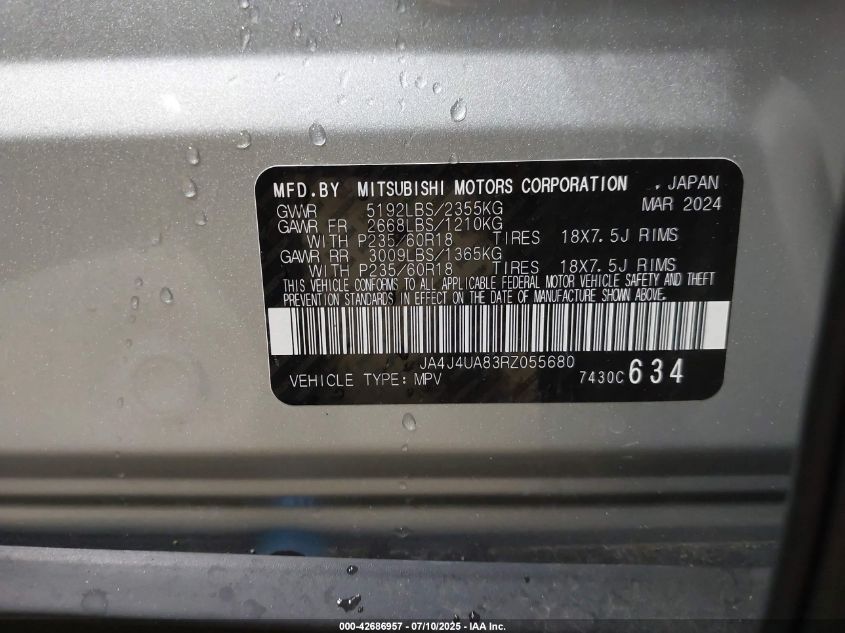 MFD.BY MITSUBISHI MOTORS CORPORATION , JAPAN
GVWR 5192LBS/2355KG MAR 2024
GAWR FR 2668LBS/1210KG
WITH P235/60R18 TIRES 18X7.5J RIMS
GAWR RR 3009LBS/1365KG
WITH P235/60R18 TIRES 18X7.5J RIMS
THIS VEHICLE CONFORMS TO ALL APPLICABLE FEDERAL MOTOR VEHICLE SAFETY AND THEFT
PREVENTION STANDARDS IN EFFECT ON THE DATE OF MANUFACTURE SHOWN ABOVE.
JA4J4UA83RZ055680
VEHICLE TYPE: MPV 7430C 634
000-42686957 - 07/10/2025 - IAA Inc.